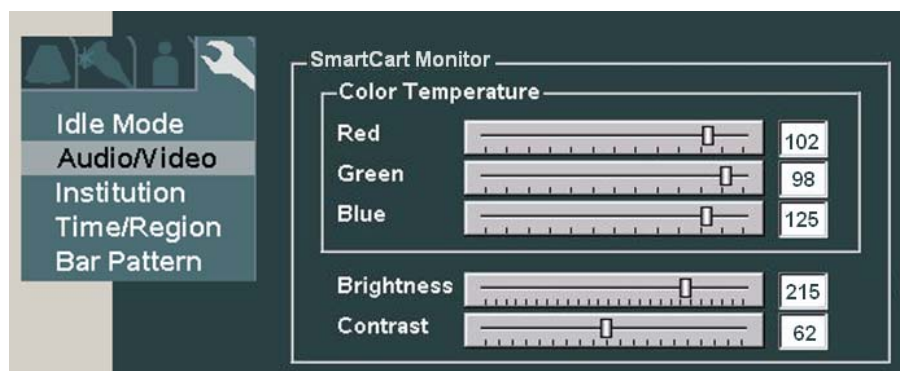 SmartCart Monitor
Color Temperature
Red 102
Green 98
Blue 125
Brightness 215
Contrast 62
Idle Mode
Audio/Video
Institution
Time/Region
Bar Pattern